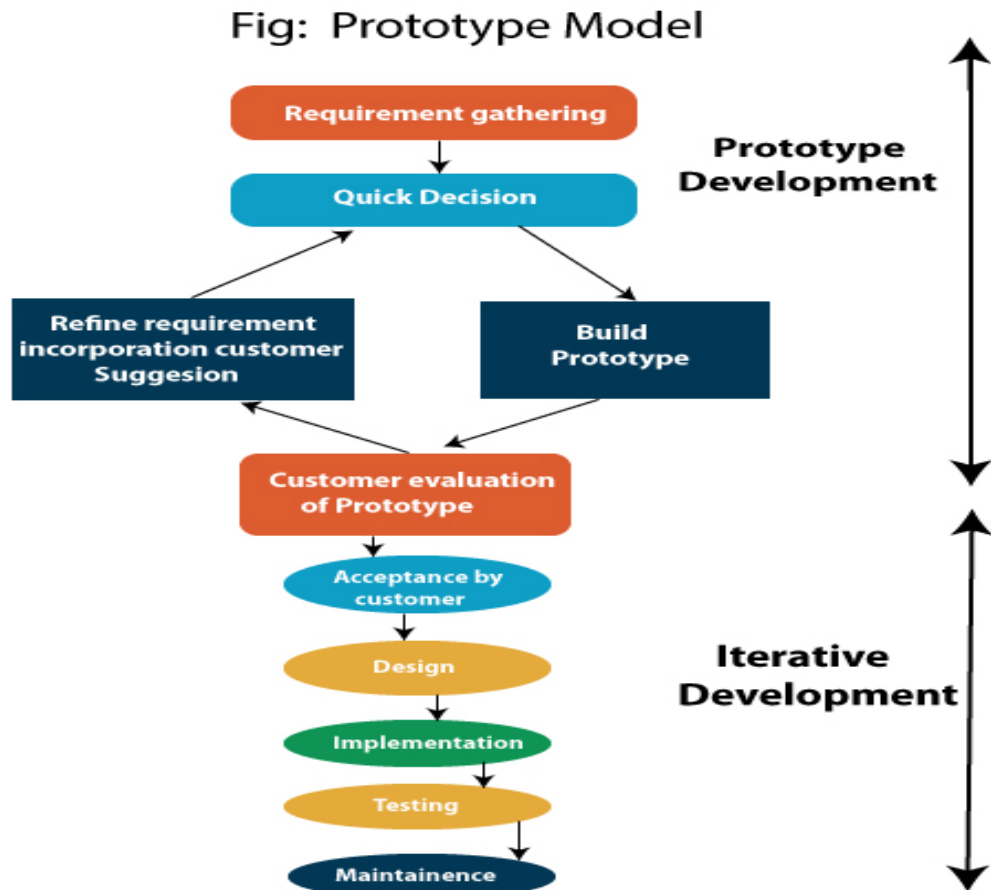 Fig: Prototype Model
Requirement gathering
Prototype
Development
Quick Decision
Refine requirement
incorporation customer
Suggesion
Build
Prototype
Customer evaluation
of Prototype
Acceptance by
customer
Design
Iterative
Development
Implementation
Testing
Maintainence